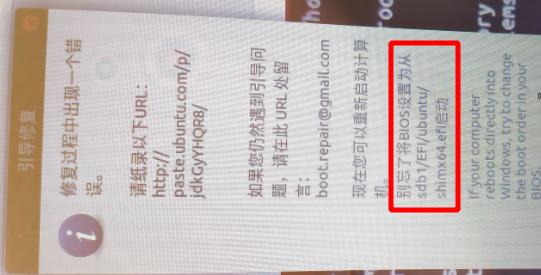 引导修复
修复过程中出现一个错
误。
请纸录以下URL：
http://
paste.ubuntu.com/p/
jdkGyYHQR8/
如果您仍然遇到引导问
题，请在此 URL 处留
言：
boot.repair@gmail.com
现在您可以重新启动计算
机。
别忘了将BIOS设置为从
sdb1/EFI/ubuntu/
shimx64.efi启动
If your computer
reboots directly into
Windows, try to change
the boot order in your
BIOS.